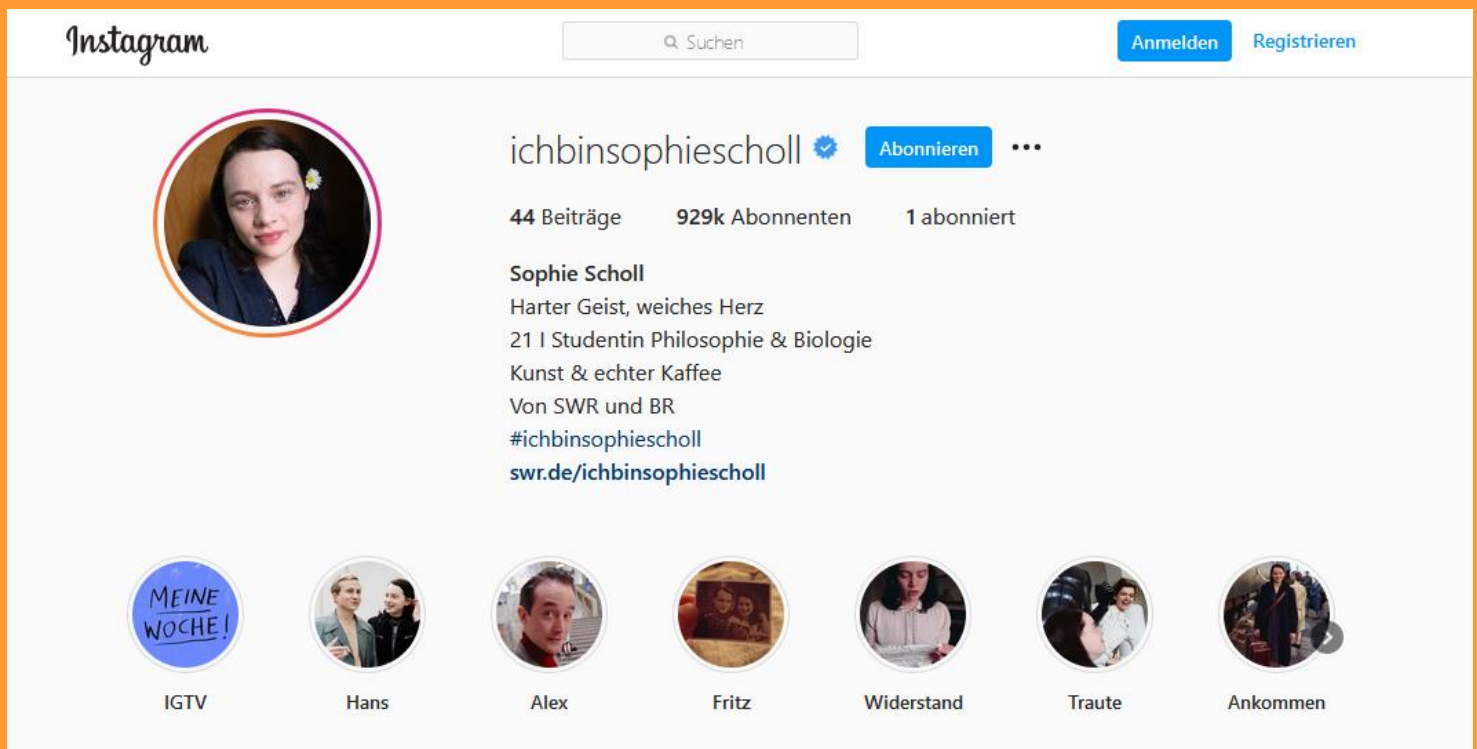 Instagram
Suchen
Anmelden
Registrieren
ichbinsophiescholl
Abonnieren
44 Beiträge 929k Abonnenten 1 abonniert
Sophie Scholl
Harter Geist, weiches Herz
21 I Studentin Philosophie & Biologie
Kunst & echter Kaffee
Von SWR und BR
#ichbinsophiescholl
swr.de/ichbinsophiescholl
MEINE
WOCHE!
IGTV
Hans
Alex
Fritz
Widerstand
Traute
Ankommen